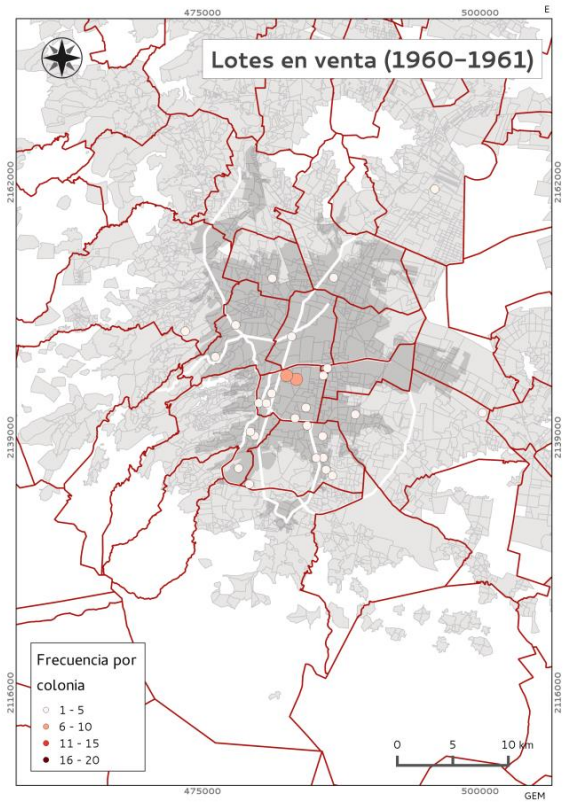 475000
500000
E
Lotes en venta (1960–1961)
2162000
2162000
2139000
2139000
2116000
2116000
Frecuencia por
colonia
1 - 5
6 - 10
11 - 15
16 - 20
0
5
10 km
475000
500000
GEM